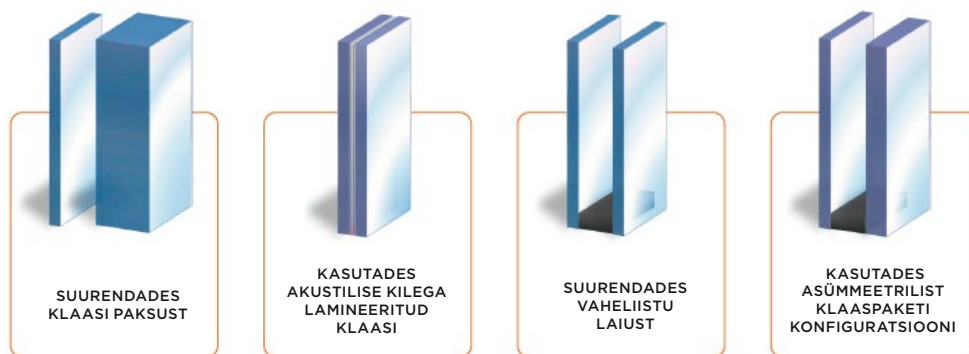 SUURENDADES
KLAASI PAKSUST
KASUTADES
AKUSTILISE KILEGA
LAMINEERITUD
KLAASI
SUURENDADES
VAHELIISTU
LAIUST
KASUTADES
ASÜMMEETRILIST
KLAASPAKETI
KONFIGURATSIOONI